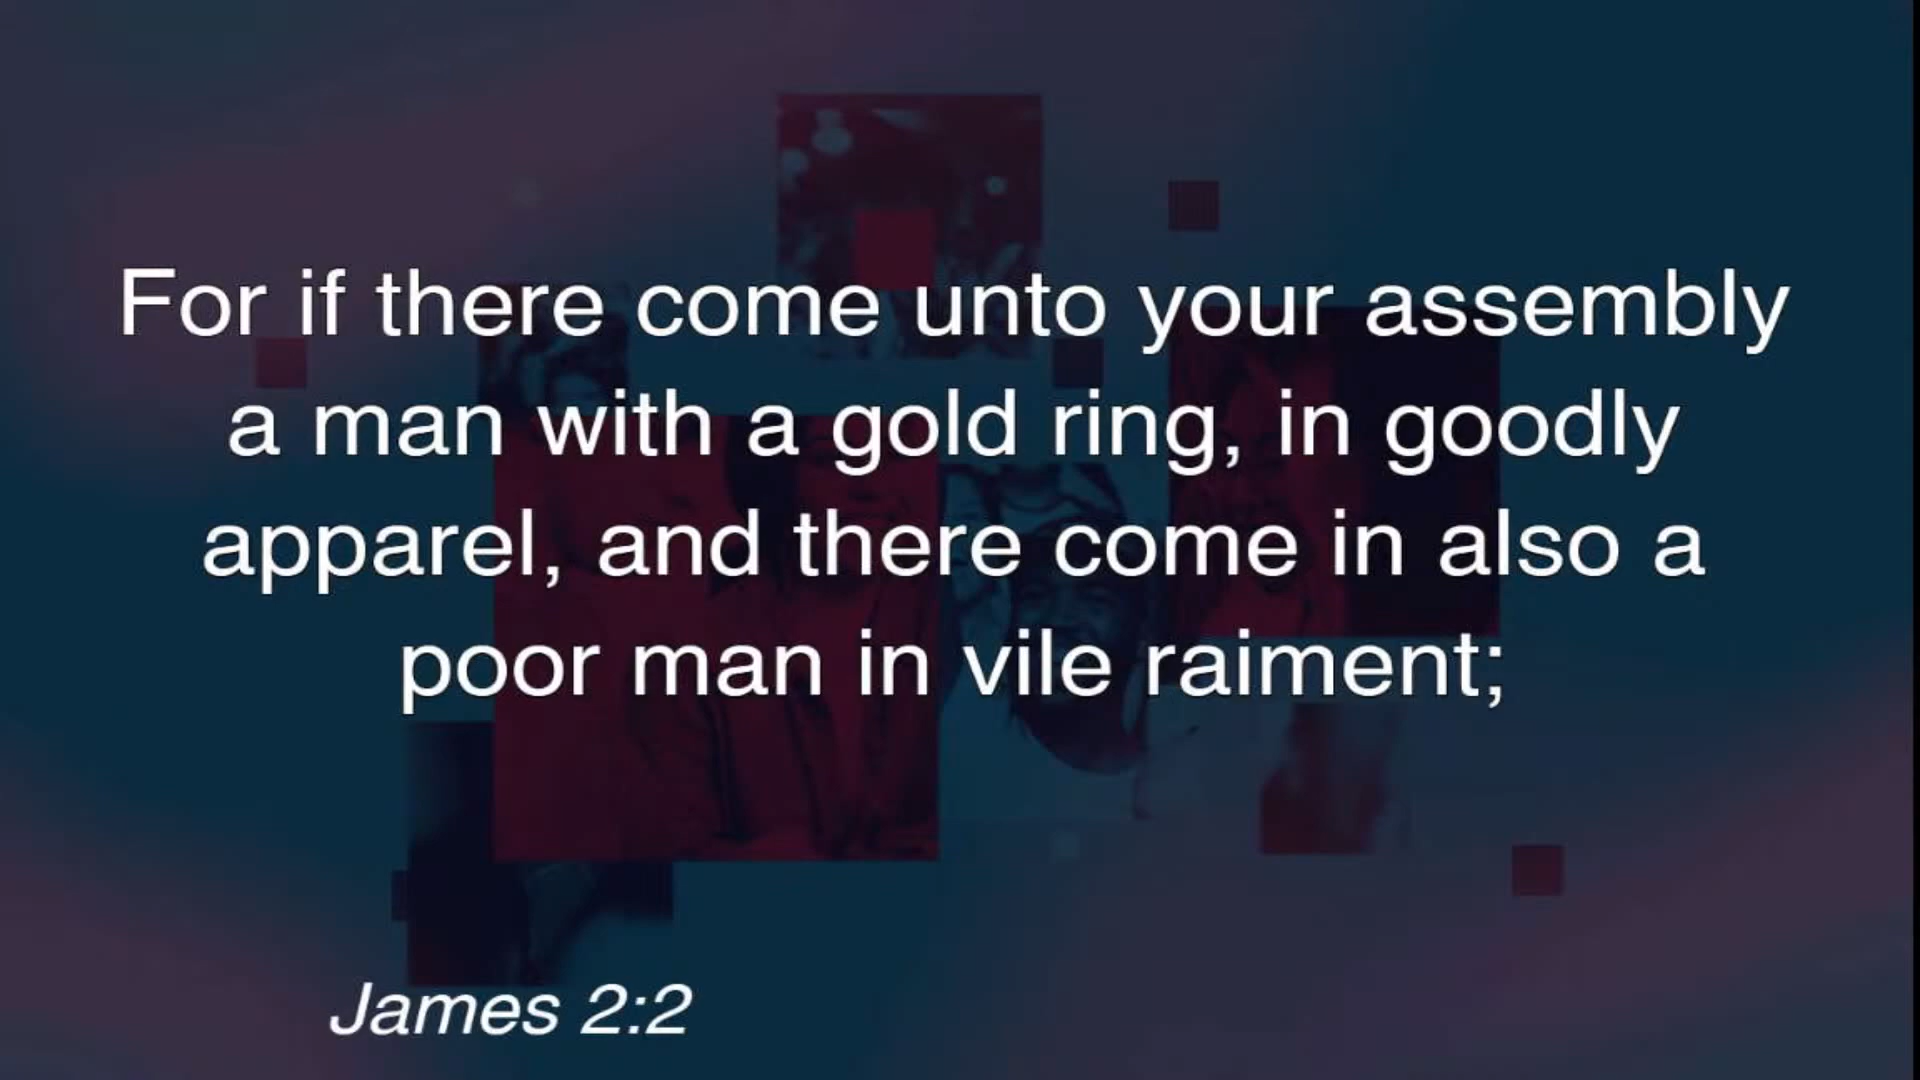 For if there come unto your assembly
a man with a gold ring, in goodly
apparel, and there come in also a
poor man in vile raiment;
James 2:2